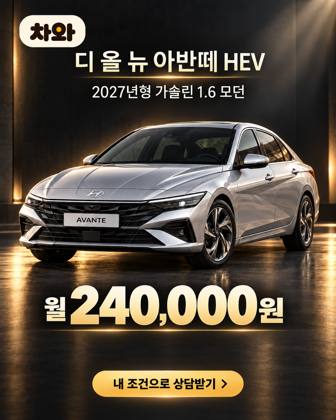 차와
디 올 뉴 아반떼 HEV
2027년형 가솔린 1.6 모던
AVANTE
월 240,000원
내 조건으로 상담받기 >